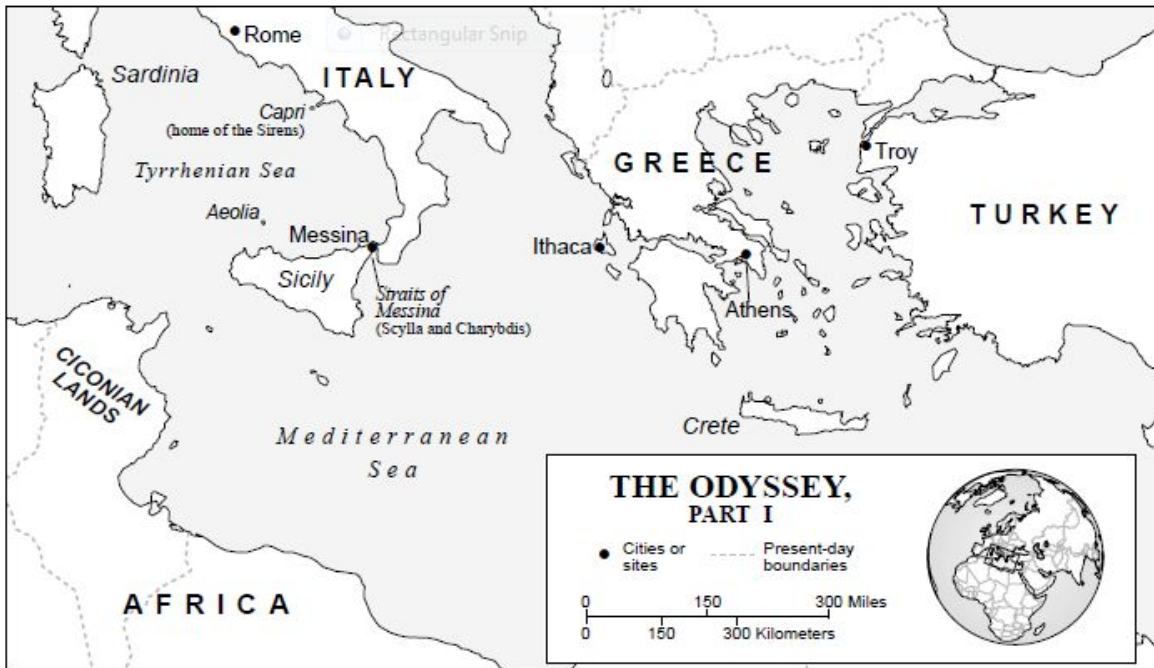 Rome
Rectangular Snip
Sardinia
ITALY
Capri
(home of the Sirens)
Tyrrhenian Sea
GREECE
Troy
TURKEY
Aeolia
Messina
Ithaca
Sicily
Straits of
Messina
(Scylla and Charybdis)
Athens
CICONIAN
LANDS
Mediterranean
Sea
Crete
AFRICA
THE ODYSSEY,
PART I
Cities or
sites
Present-day
boundaries
0 150 300 Miles
0 150 300 Kilometers